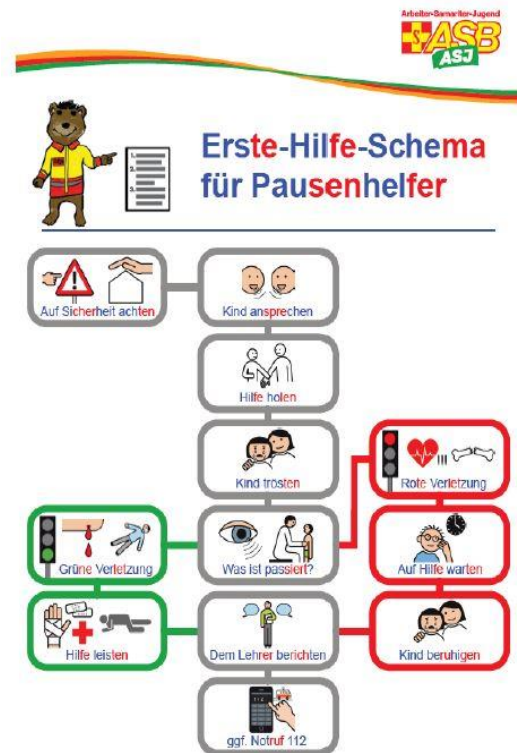 Arbeiter-Samariter-Jugend
ASB
ASJ
Erste-Hilfe-Schema
für Pausenhelfer
Auf Sicherheit achten
Kind ansprechen
Hilfe holen
Kind trösten
Rote Verletzung
Grüne Verletzung
Was ist passiert?
Auf Hilfe warten
Hilfe leisten
Dem Lehrer berichten
Kind beruhigen
112
ggf. Notruf 112